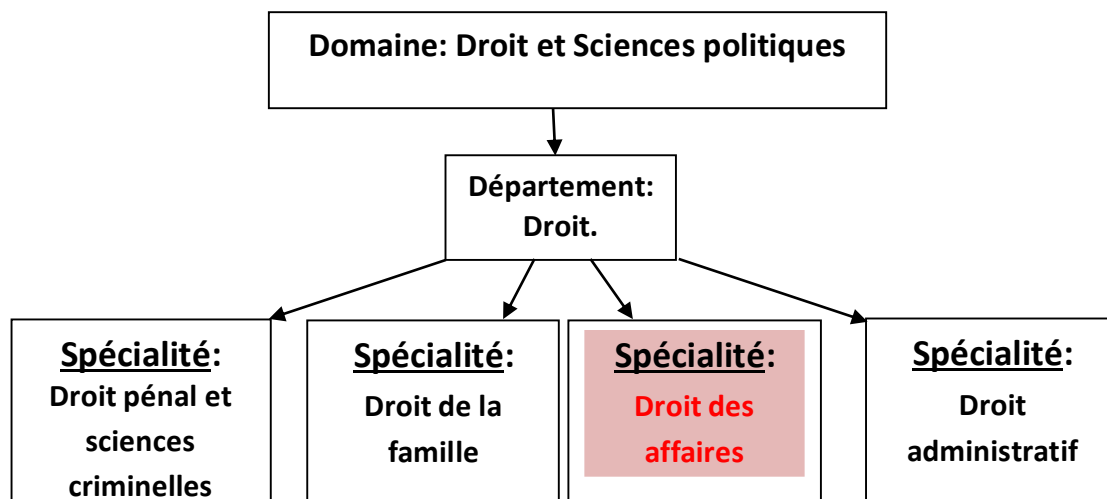 Domaine: Droit et Sciences politiques
Département:
Droit.
Spécialité:
Droit pénal et
sciences
criminelles
Spécialité:
Droit de la
famille
Spécialité:
Droit des
affaires
Spécialité:
Droit
administratif